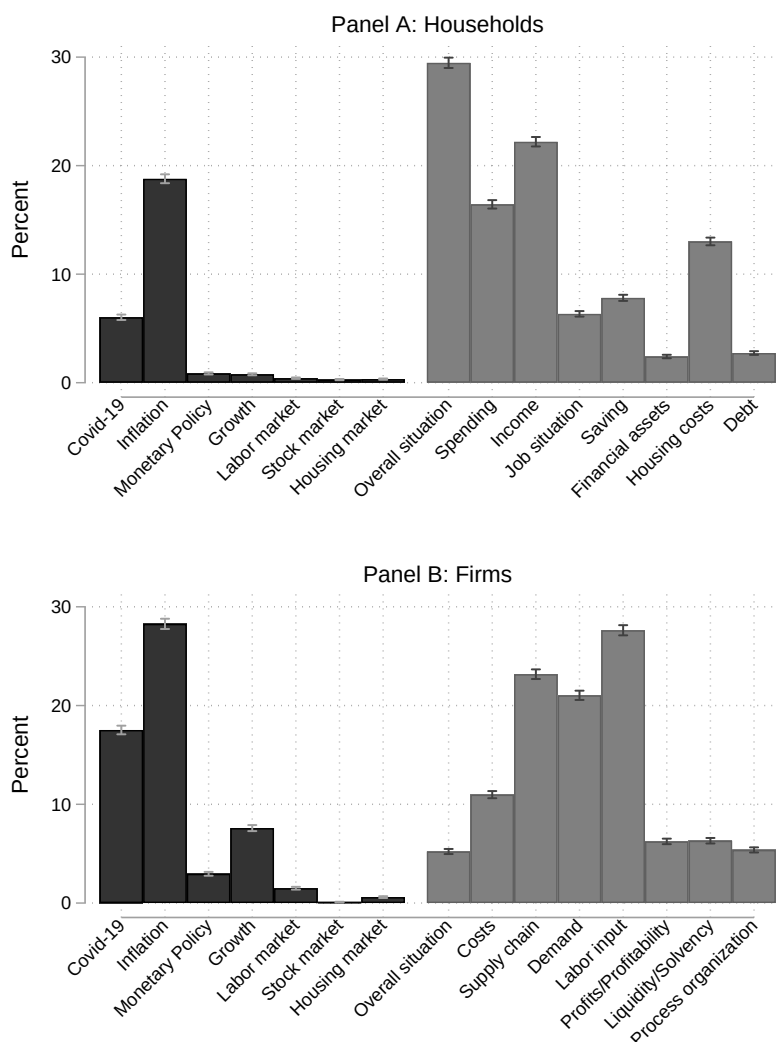 Panel A: Households
30
20
10
0
Percent
Covid-19
Inflation
Monetary Policy
Growth
Labor market
Stock market
Housing market
Overall situation
Spending
Income
Job situation
Saving
Financial assets
Housing costs
Debt
Panel B: Firms
30
20
10
0
Percent
Covid-19
Inflation
Monetary Policy
Growth
Labor market
Stock market
Housing market
Overall situation
Costs
Supply chain
Demand
Labor input
Profits/Profitability
Liquidity/Solvency
Process organization